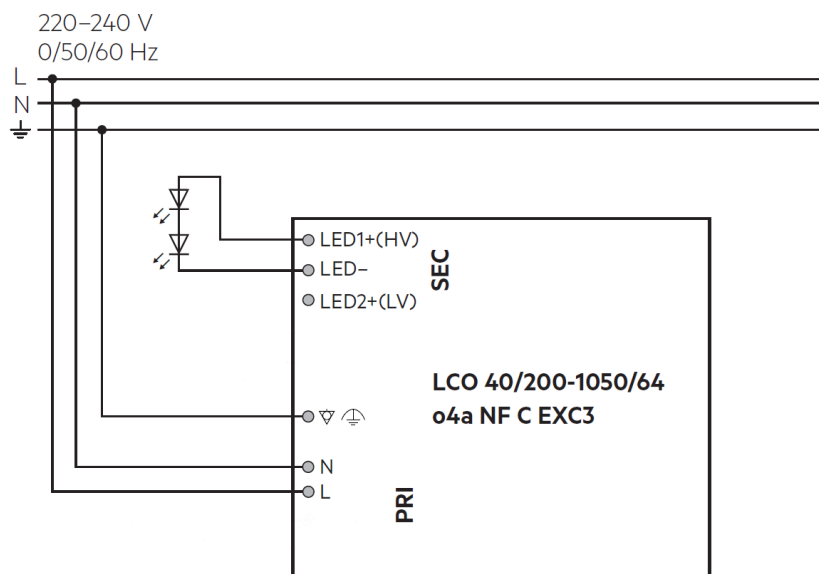 220–240 V
0/50/60 Hz
L
N
LED1+(HV)
LED–
LED2+(LV)
SEC
LCO 40/200-1050/64
o4a NF C EXC3
N
L
PRI